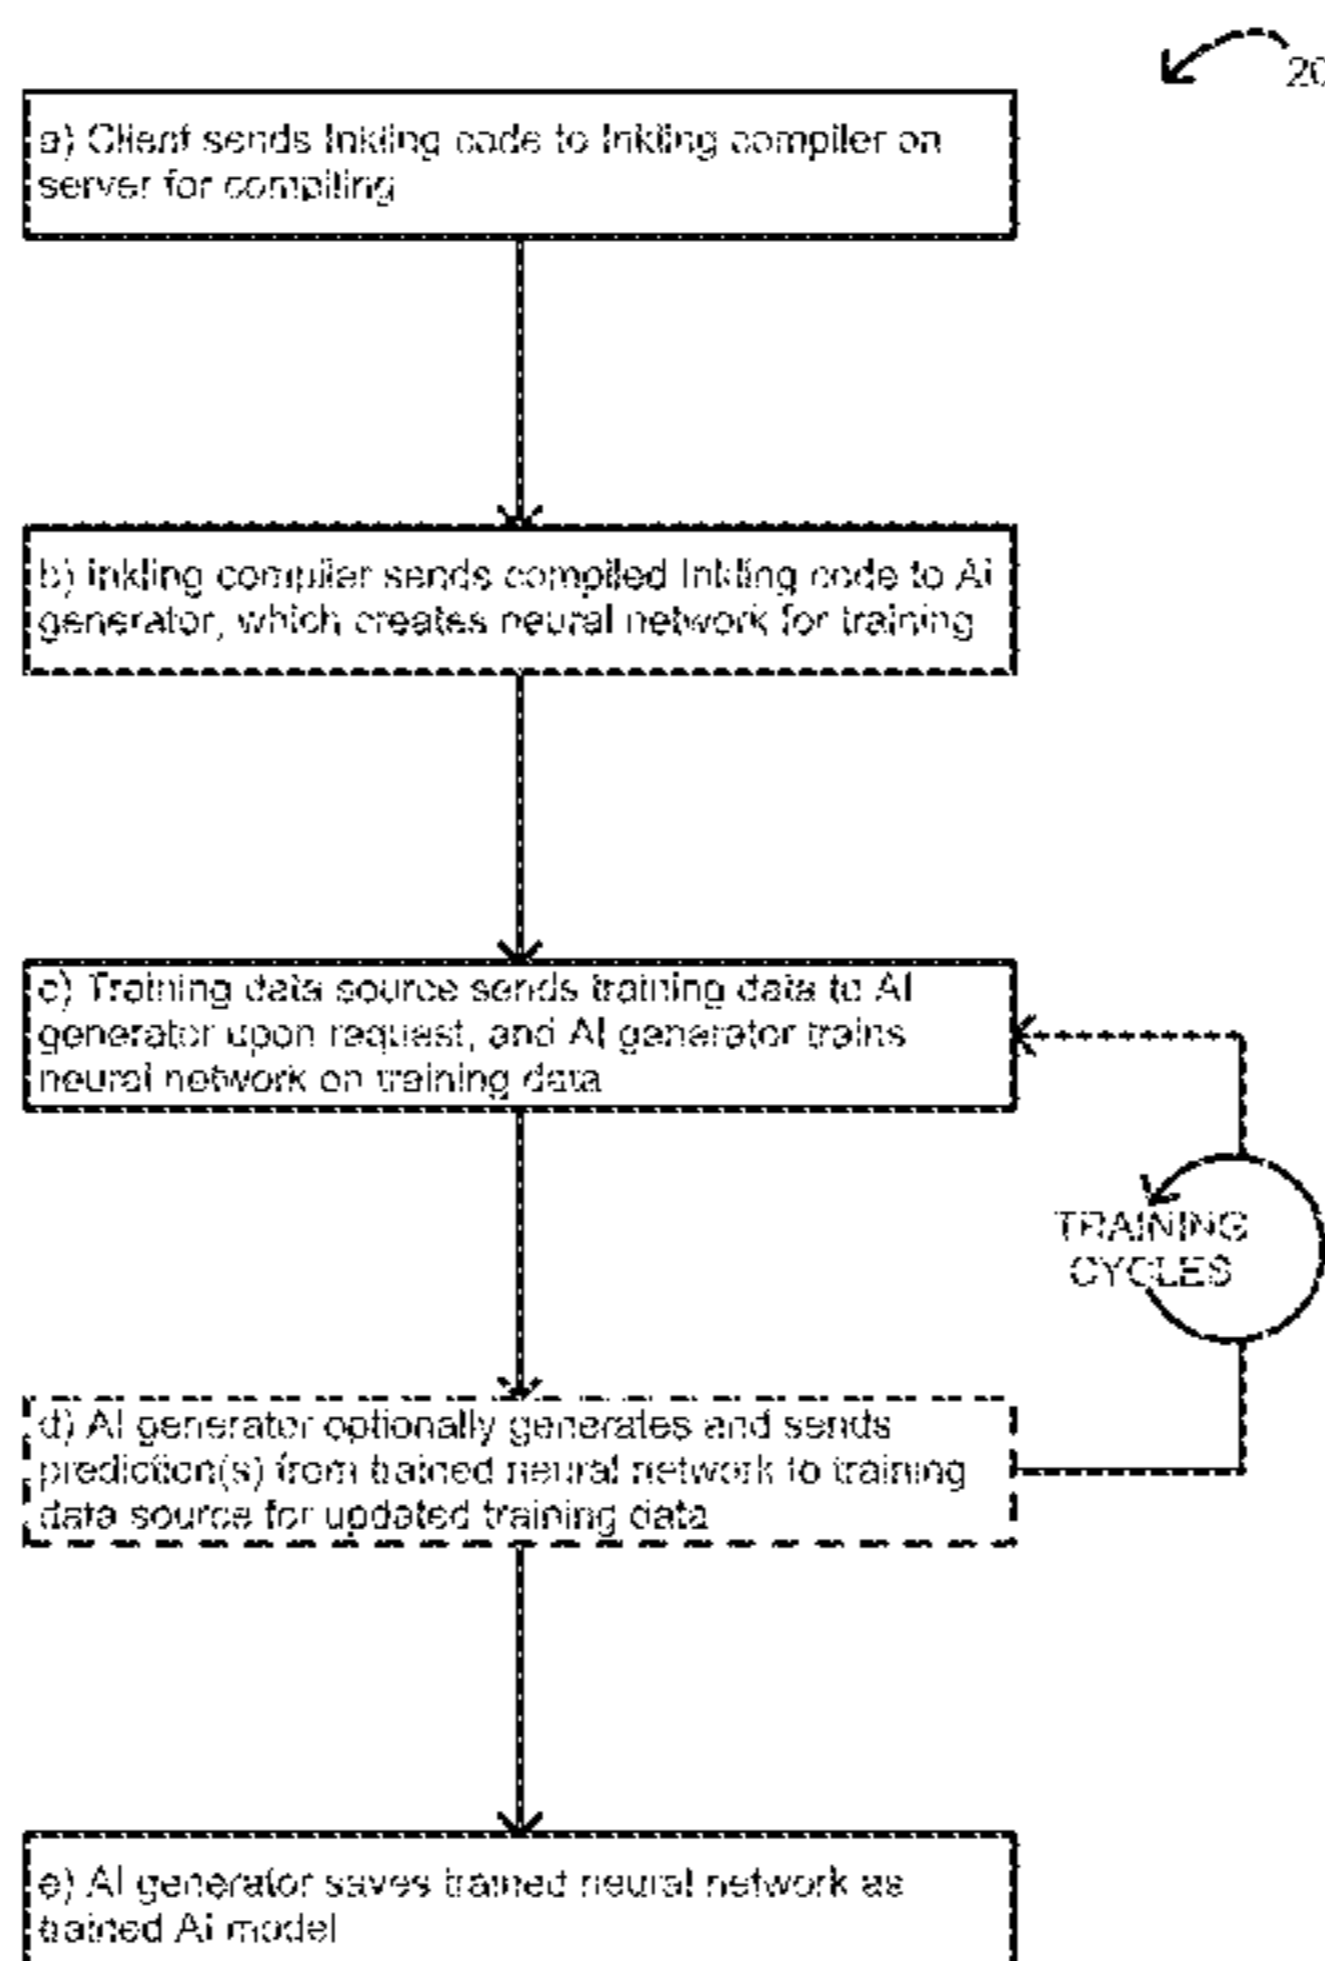 20
a) Client sends Inkling code to Inkling compiler on
server for compiling
b) Inkling compiler sends compiled Inkling code to AI
generator, which creates neural network for training
c) Training data source sends training data to AI
generator upon request, and AI generator trains
neural network on training data
TRAINING
CYCLES
d) AI generator optionally generates and sends
prediction(s) from trained neural network to training
data source for updated training data
e) AI generator saves trained neural network as
trained AI model